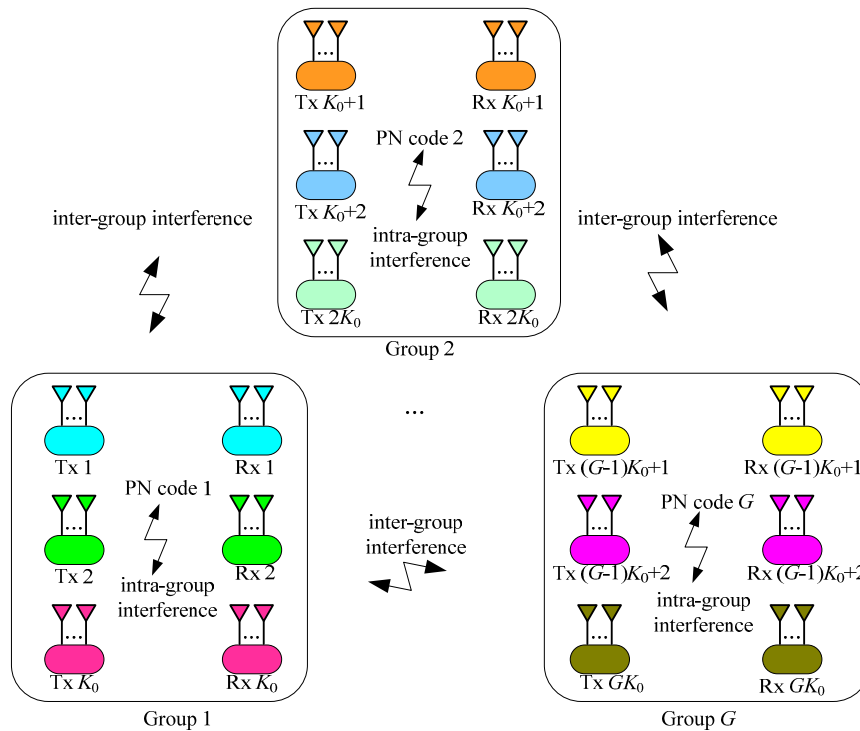 ...
...
Tx K₀+1
Rx K₀+1
PN code 2
...
...
Tx K₀+2
Rx K₀+2
intra-group
interference
...
...
Tx 2K₀
Rx 2K₀
Group 2
inter-group interference
inter-group interference
...
...
...
Tx 1
Rx 1
PN code 1
...
...
Tx 2
Rx 2
intra-group
interference
...
...
Tx K₀
Rx K₀
Group 1
inter-group
interference
...
...
Tx (G-1)K₀+1
Rx (G-1)K₀+1
PN code G
...
...
Tx (G-1)K₀+2
Rx (G-1)K₀+2
intra-group
interference
...
...
Tx GK₀
Rx GK₀
Group G